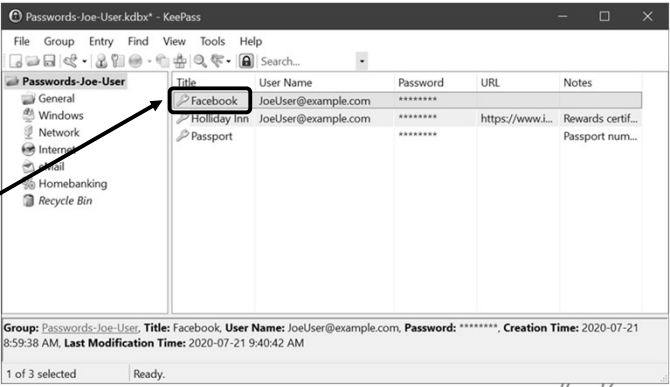 Passwords-Joe-User.kdbx* - KeePass
File Group Entry Find View Tools Help
Search...
Passwords-Joe-User
General
Windows
Network
Internet
eMail
Homebanking
Recycle Bin
Title User Name Password URL Notes
Facebook JoeUser@example.com ********
Holliday Inn JoeUser@example.com ******** https://www.i... Rewards certif...
Passport ******** Passport num...
Group: Passwords-Joe-User, Title: Facebook, User Name: JoeUser@example.com, Password: ********, Creation Time: 2020-07-21
8:59:38 AM, Last Modification Time: 2020-07-21 9:40:42 AM
1 of 3 selected Ready.